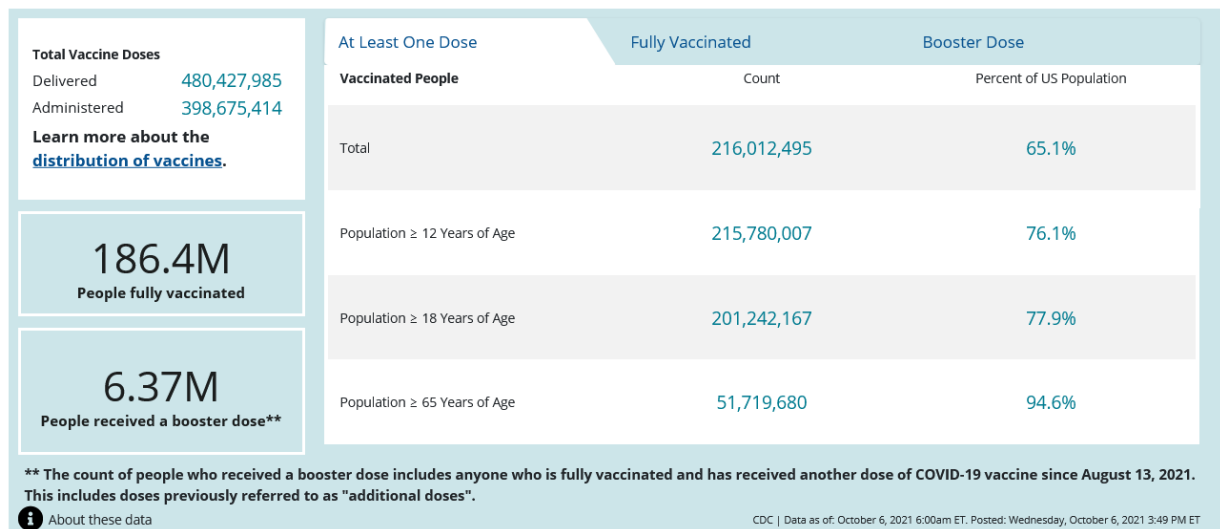 Total Vaccine Doses
Delivered 480,427,985
Administered 398,675,414
Learn more about the
distribution of vaccines.
186.4M
People fully vaccinated
6.37M
People received a booster dose**
At Least One Dose Fully Vaccinated Booster Dose
Vaccinated People Count Percent of US Population
Total 216,012,495 65.1%
Population ≥ 12 Years of Age 215,780,007 76.1%
Population ≥ 18 Years of Age 201,242,167 77.9%
Population ≥ 65 Years of Age 51,719,680 94.6%
** The count of people who received a booster dose includes anyone who is fully vaccinated and has received another dose of COVID-19 vaccine since August 13, 2021.
This includes doses previously referred to as "additional doses".
i About these data
CDC | Data as of: October 6, 2021 6:00am ET. Posted: Wednesday, October 6, 2021 3:49 PM ET